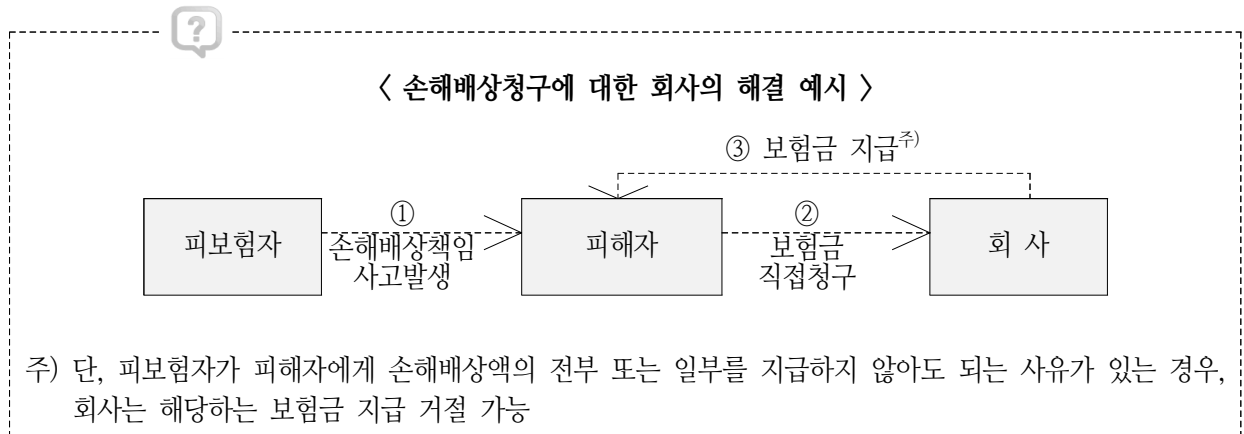 ?
〈 손해배상청구에 대한 회사의 해결 예시 〉
③ 보험금 지급주)
피보험자
①
손해배상책임
사고발생
피해자
②
보험금
직접청구
회 사
주) 단, 피보험자가 피해자에게 손해배상액의 전부 또는 일부를 지급하지 않아도 되는 사유가 있는 경우,
회사는 해당하는 보험금 지급 거절 가능